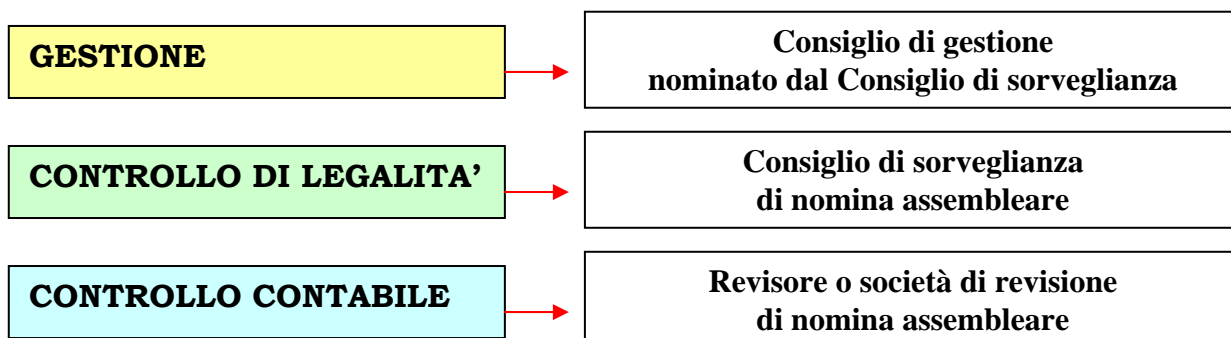 GESTIONE
Consiglio di gestione
nominato dal Consiglio di sorveglianza
CONTROLLO DI LEGALITA’
Consiglio di sorveglianza
di nomina assembleare
CONTROLLO CONTABILE
Revisore o società di revisione
di nomina assembleare